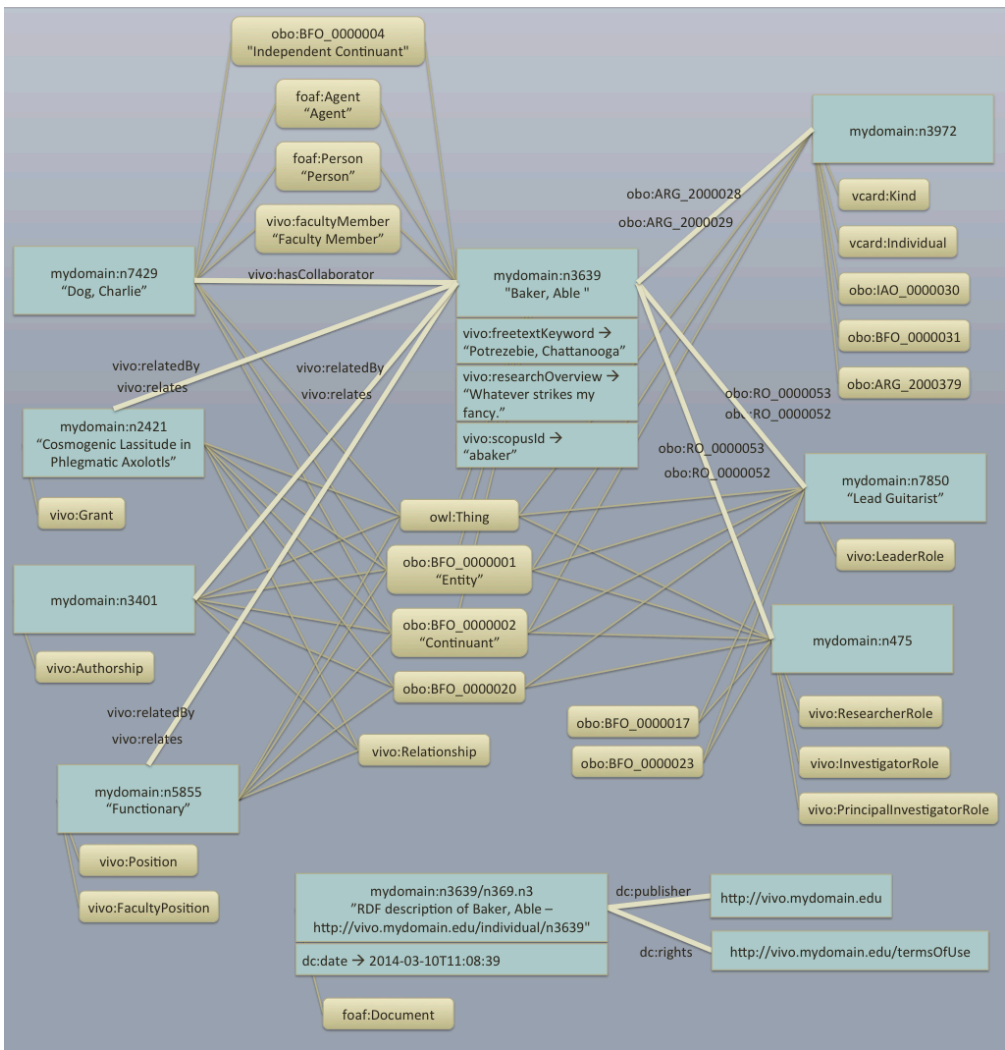 obo:BFO_0000004
"Independent Continuant"
foaf:Agent
“Agent”
foaf:Person
“Person”
vivo:facultyMember
“Faculty Member”
mydomain:n7429
“Dog, Charlie”
vivo:hasCollaborator
mydomain:n3639
"Baker, Able "
vivo:freetextKeyword →
“Potrezebie, Chattanooga”
vivo:researchOverview →
“Whatever strikes my
fancy.”
vivo:scopusId →
“abaker”
obo:ARG_2000028
obo:ARG_2000029
mydomain:n3972
vcard:Kind
vcard:Individual
obo:IAO_0000030
obo:BFO_0000031
obo:ARG_2000379
vivo:relatedBy
vivo:relates
vivo:relatedBy
vivo:relates
obo:RO_0000053
obo:RO_0000052
obo:RO_0000053
obo:RO_0000052
mydomain:n2421
“Cosmogenic Lassitude in
Phlegmatic Axolotls”
vivo:Grant
mydomain:n7850
“Lead Guitarist”
vivo:LeaderRole
owl:Thing
obo:BFO_0000001
“Entity”
obo:BFO_0000002
“Continuant”
obo:BFO_0000020
vivo:Relationship
mydomain:n3401
vivo:Authorship
mydomain:n475
vivo:ResearcherRole
vivo:InvestigatorRole
vivo:PrincipalInvestigatorRole
obo:BFO_0000017
obo:BFO_0000023
vivo:relatedBy
vivo:relates
mydomain:n5855
“Functionary”
vivo:Position
vivo:FacultyPosition
mydomain:n3639/n369.n3
"RDF description of Baker, Able –
http://vivo.mydomain.edu/individual/n3639"
dc:date → 2014-03-10T11:08:39
foaf:Document
dc:publisher
http://vivo.mydomain.edu
dc:rights
http://vivo.mydomain.edu/termsOfUse